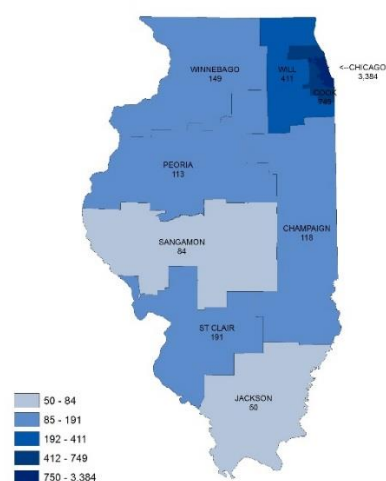 WINNEBAGO
149
WILL
411
<--CHICAGO
3,384
COOK
PEORIA
113
SANGAMON
84
CHAMPAIGN
118
ST CLAIR
191
JACKSON
50
50 - 84
85 - 191
192 - 411
412 - 749
750 - 3,384